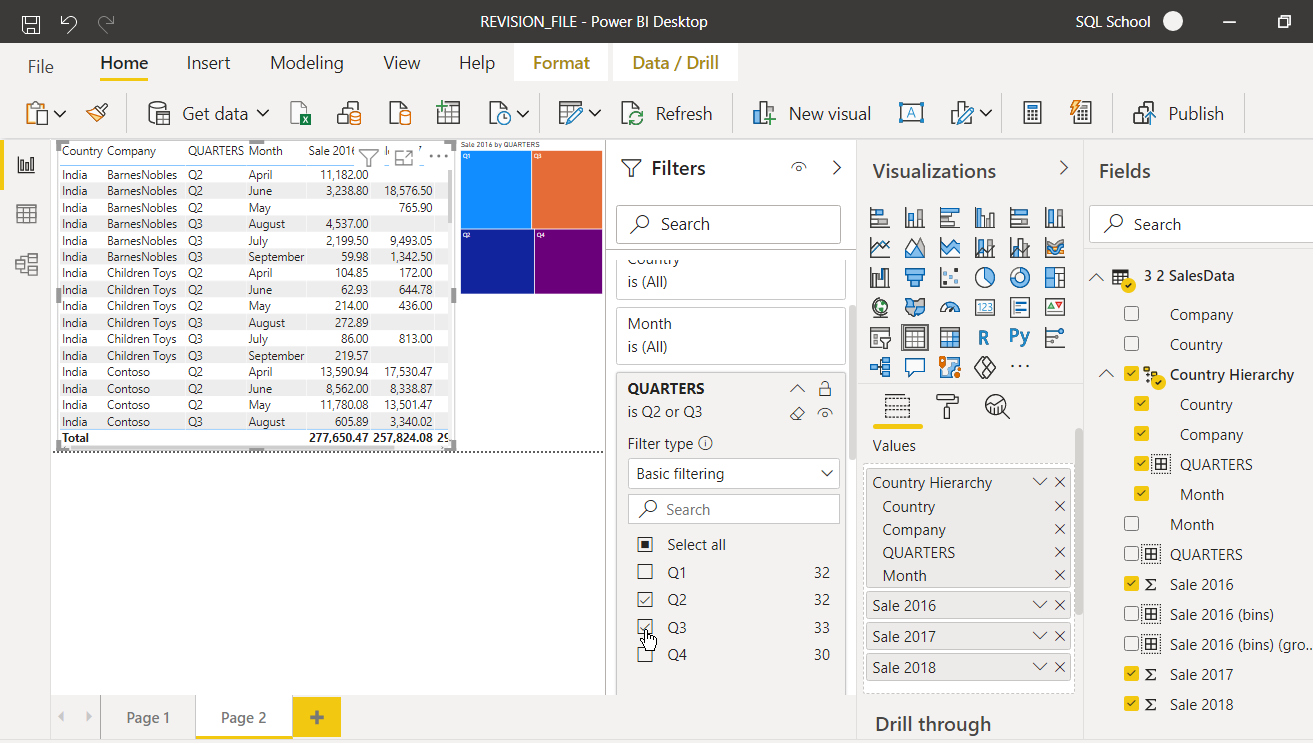 REVISION_FILE - Power BI Desktop
SQL School
File Home Insert Modeling View Help Format Data / Drill
Get data Refresh New visual Publish
Country Company QUARTERS Month Sale 2016
India BarnesNobles Q2 April 11,182.00
India BarnesNobles Q2 June 3,238.80 18,576.50
India BarnesNobles Q2 May 765.90
India BarnesNobles Q3 August 4,537.00
India BarnesNobles Q3 July 2,199.50 9,493.05
India BarnesNobles Q3 September 59.98 1,342.50
India Children Toys Q2 April 104.85 172.00
India Children Toys Q2 June 62.93 644.78
India Children Toys Q2 May 214.00 436.00
India Children Toys Q3 August 272.89
India Children Toys Q3 July 86.00 813.00
India Children Toys Q3 September 219.57
India Contoso Q2 April 13,590.94 17,530.47
India Contoso Q2 June 8,562.00 8,338.87
India Contoso Q2 May 11,780.08 13,501.47
India Contoso Q3 August 605.89 3,340.02
Total 277,650.47 257,824.08 29
Sale 2016 by QUARTERS
Q1 Q3
Q2 Q4
Filters
Search
Country
is (All)
Month
is (All)
QUARTERS
is Q2 or Q3
Filter type
Basic filtering
Search
Select all
Q1 32
Q2 32
Q3 33
Q4 30
Visualizations
123
R Py
Values
Country Hierarchy
Country
Company
QUARTERS
Month
Sale 2016
Sale 2017
Sale 2018
Drill through
Fields
Search
3 2 SalesData
Company
Country
Country Hierarchy
Country
Company
QUARTERS
Month
Month
QUARTERS
Sale 2016
Sale 2016 (bins)
Sale 2016 (bins) (gro...
Sale 2017
Sale 2018
Page 1 Page 2